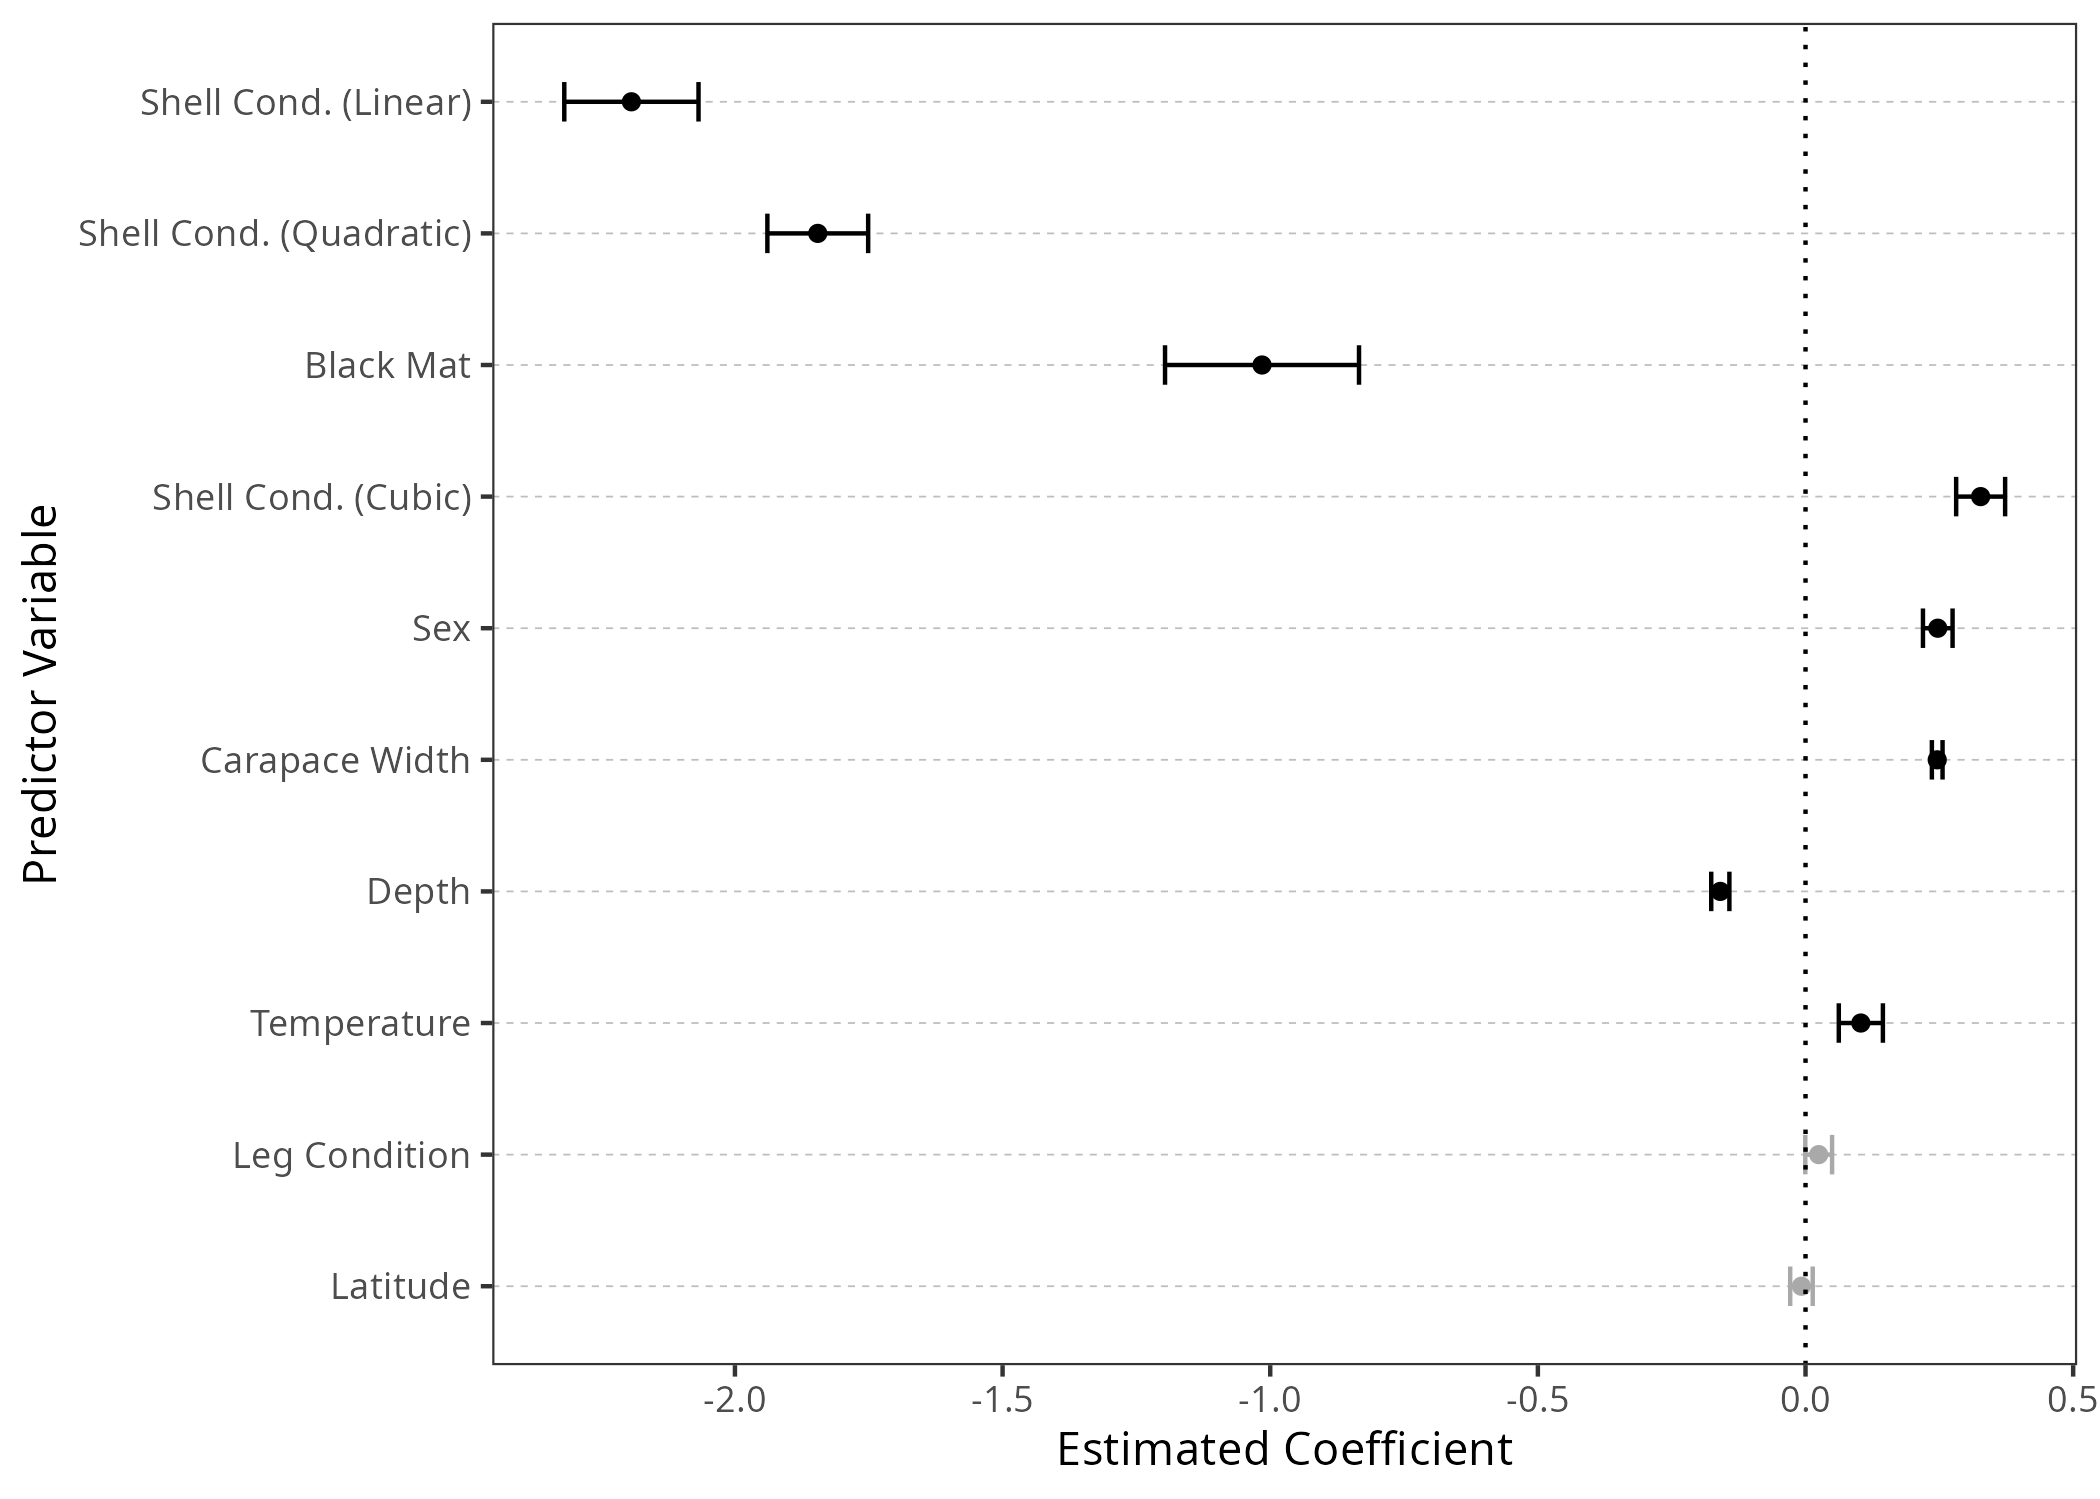 Shell Cond. (Linear)
Shell Cond. (Quadratic)
Black Mat
Shell Cond. (Cubic)
Sex
Carapace Width
Depth
Temperature
Leg Condition
Latitude
Predictor Variable
-2.0 -1.5 -1.0 -0.5 0.0 0.5
Estimated Coefficient